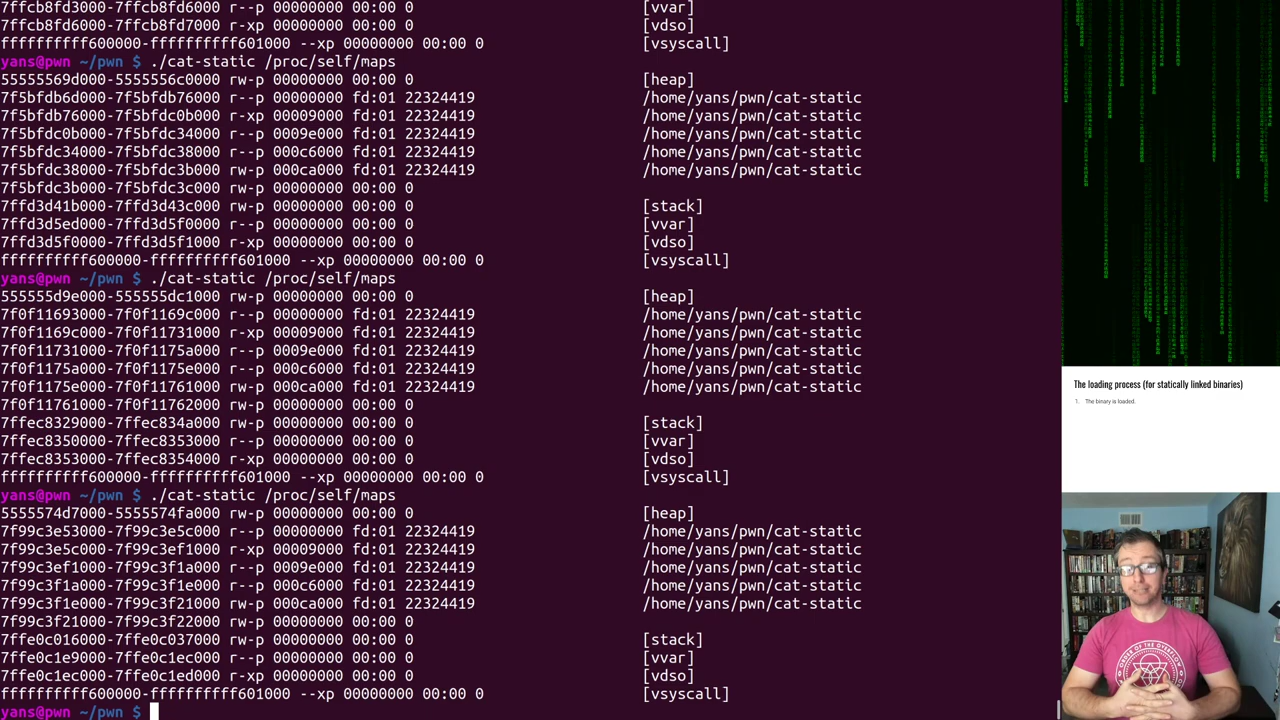 7ffcb8fd3000-7ffcb8fd6000 r--p 00000000 00:00 0 [vvar]
7ffcb8fd6000-7ffcb8fd7000 r-xp 00000000 00:00 0 [vdso]
ffffffffff600000-ffffffffff601000 --xp 00000000 00:00 0 [vsyscall]
yans@pwn ~/pwn $ ./cat-static /proc/self/maps
55555569d000-5555556c0000 rw-p 00000000 00:00 0 [heap]
7f5bfdb6d000-7f5bfdb76000 r--p 00000000 fd:01 22324419 /home/yans/pwn/cat-static
7f5bfdb76000-7f5bfdc0b000 r-xp 00009000 fd:01 22324419 /home/yans/pwn/cat-static
7f5bfdc0b000-7f5bfdc34000 r--p 0009e000 fd:01 22324419 /home/yans/pwn/cat-static
7f5bfdc34000-7f5bfdc38000 r--p 000c6000 fd:01 22324419 /home/yans/pwn/cat-static
7f5bfdc38000-7f5bfdc3b000 rw-p 000ca000 fd:01 22324419 /home/yans/pwn/cat-static
7f5bfdc3b000-7f5bfdc3c000 rw-p 00000000 00:00 0
7ffd3d41b000-7ffd3d43c000 rw-p 00000000 00:00 0 [stack]
7ffd3d5ed000-7ffd3d5f0000 r--p 00000000 00:00 0 [vvar]
7ffd3d5f0000-7ffd3d5f1000 r-xp 00000000 00:00 0 [vdso]
ffffffffff600000-ffffffffff601000 --xp 00000000 00:00 0 [vsyscall]
yans@pwn ~/pwn $ ./cat-static /proc/self/maps
555555d9e000-555555dc1000 rw-p 00000000 00:00 0 [heap]
7f0f11693000-7f0f1169c000 r--p 00000000 fd:01 22324419 /home/yans/pwn/cat-static
7f0f1169c000-7f0f11731000 r-xp 00009000 fd:01 22324419 /home/yans/pwn/cat-static
7f0f11731000-7f0f1175a000 r--p 0009e000 fd:01 22324419 /home/yans/pwn/cat-static
7f0f1175a000-7f0f1175e000 r--p 000c6000 fd:01 22324419 /home/yans/pwn/cat-static
7f0f1175e000-7f0f11761000 rw-p 000ca000 fd:01 22324419 /home/yans/pwn/cat-static
7f0f11761000-7f0f11762000 rw-p 00000000 00:00 0
7ffec8329000-7ffec834a000 rw-p 00000000 00:00 0 [stack]
7ffec8350000-7ffec8353000 r--p 00000000 00:00 0 [vvar]
7ffec8353000-7ffec8354000 r-xp 00000000 00:00 0 [vdso]
ffffffffff600000-ffffffffff601000 --xp 00000000 00:00 0 [vsyscall]
yans@pwn ~/pwn $ ./cat-static /proc/self/maps
5555574d7000-5555574fa000 rw-p 00000000 00:00 0 [heap]
7f99c3e53000-7f99c3e5c000 r--p 00000000 fd:01 22324419 /home/yans/pwn/cat-static
7f99c3e5c000-7f99c3ef1000 r-xp 00009000 fd:01 22324419 /home/yans/pwn/cat-static
7f99c3ef1000-7f99c3f1a000 r--p 0009e000 fd:01 22324419 /home/yans/pwn/cat-static
7f99c3f1a000-7f99c3f1e000 r--p 000c6000 fd:01 22324419 /home/yans/pwn/cat-static
7f99c3f1e000-7f99c3f21000 rw-p 000ca000 fd:01 22324419 /home/yans/pwn/cat-static
7f99c3f21000-7f99c3f22000 rw-p 00000000 00:00 0
7ffe0c016000-7ffe0c037000 rw-p 00000000 00:00 0 [stack]
7ffe0c1e9000-7ffe0c1ec000 r--p 00000000 00:00 0 [vvar]
7ffe0c1ec000-7ffe0c1ed000 r-xp 00000000 00:00 0 [vdso]
ffffffffff600000-ffffffffff601000 --xp 00000000 00:00 0 [vsyscall]
yans@pwn ~/pwn $
The loading process (for statically linked binaries)
1. The binary is loaded.
ORDER OF THE OVERFLOW